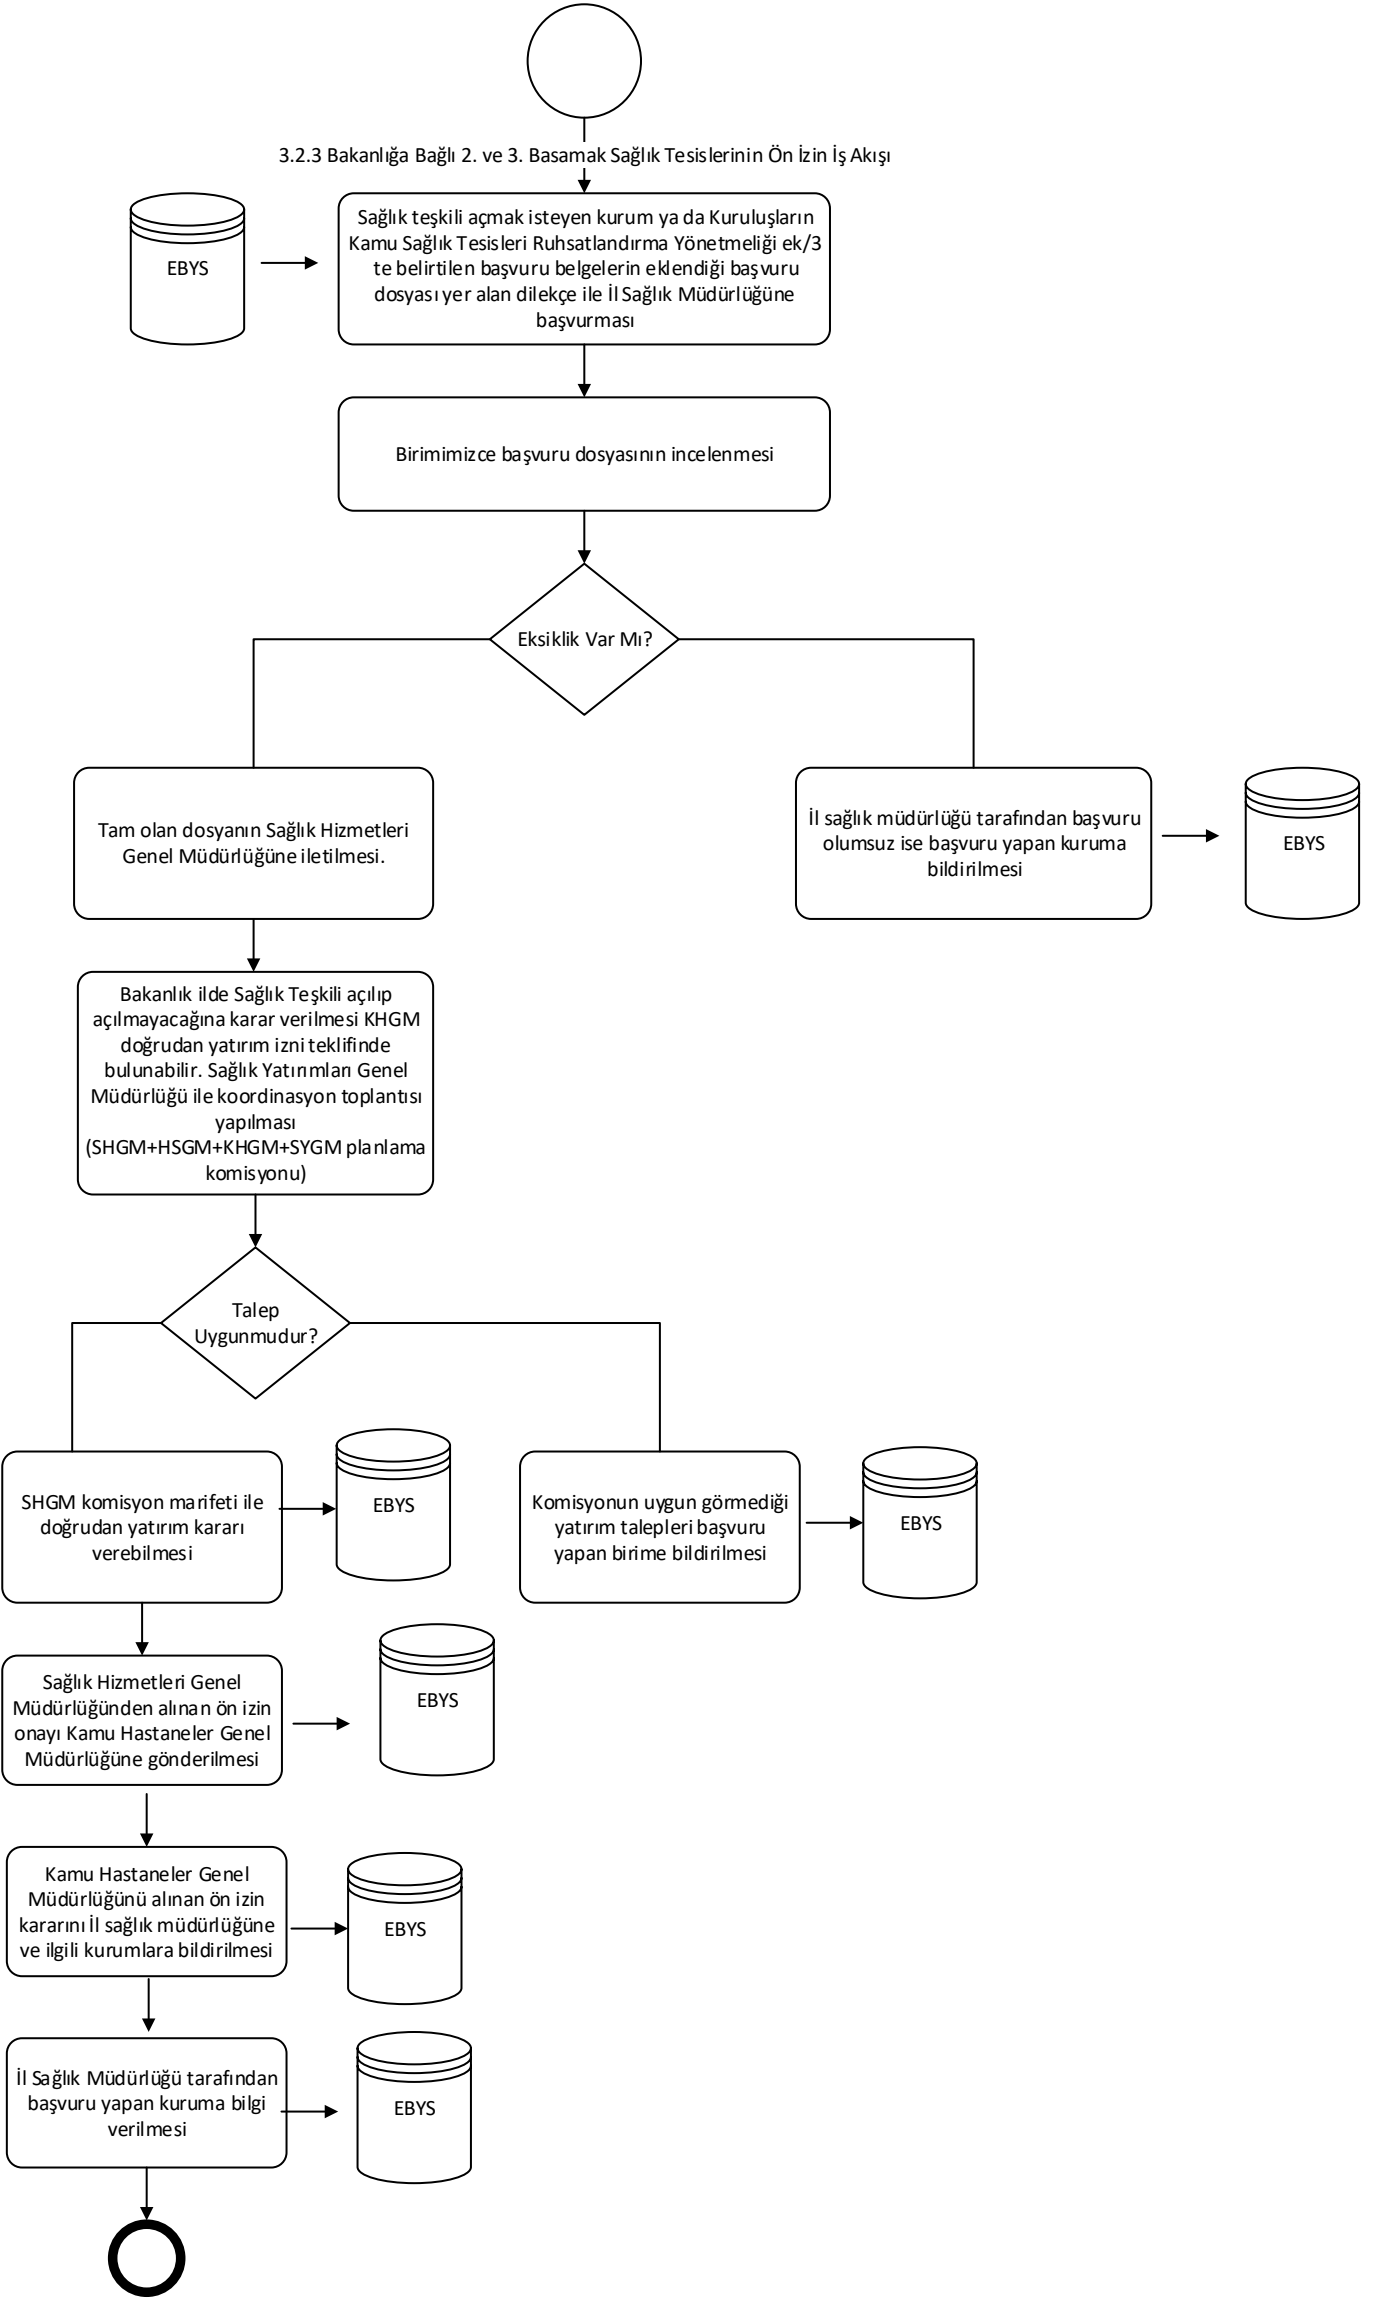 3.2.3 Bakanlığa Bağlı 2. ve 3. Basamak Sağlık Tesislerinin Ön İzin İş Akışı
EBYS
Sağlık teşkili açmak isteyen kurum ya da Kuruluşların
Kamu Sağlık Tesisleri Ruhsatlandırma Yönetmeliği ek/3
te belirtilen başvuru belgelerin eklendiği başvuru
dosyası yer alan dilekçe ile İl Sağlık Müdürlüğüne
başvurması
Birimimizce başvuru dosyasının incelenmesi
Eksiklik Var Mı?
Tam olan dosyanın Sağlık Hizmetleri
Genel Müdürlüğüne iletilmesi.
İl sağlık müdürlüğü tarafından başvuru
olumsuz ise başvuru yapan kuruma
bildirilmesi
EBYS
Bakanlık ilde Sağlık Teşkili açılıp
açılmayacağına karar verilmesi KHGM
doğrudan yatırım izni teklifinde
bulunabilir. Sağlık Yatırımları Genel
Müdürlüğü ile koordinasyon toplantısı
yapılması
(SHGM+HSGM+KHGM+SYGM planlama
komisyonu)
Talep
Uygunmudur?
SHGM komisyon marifeti ile
doğrudan yatırım kararı
verebilmesi
EBYS
Komisyonun uygun görmediği
yatırım talepleri başvuru
yapan birime bildirilmesi
EBYS
Sağlık Hizmetleri Genel
Müdürlüğünden alınan ön izin
onayı Kamu Hastaneler Genel
Müdürlüğüne gönderilmesi
EBYS
Kamu Hastaneler Genel
Müdürlüğünü alınan ön izin
kararını İl sağlık müdürlüğüne
ve ilgili kurumlara bildirilmesi
EBYS
İl Sağlık Müdürlüğü tarafından
başvuru yapan kuruma bilgi
verilmesi
EBYS